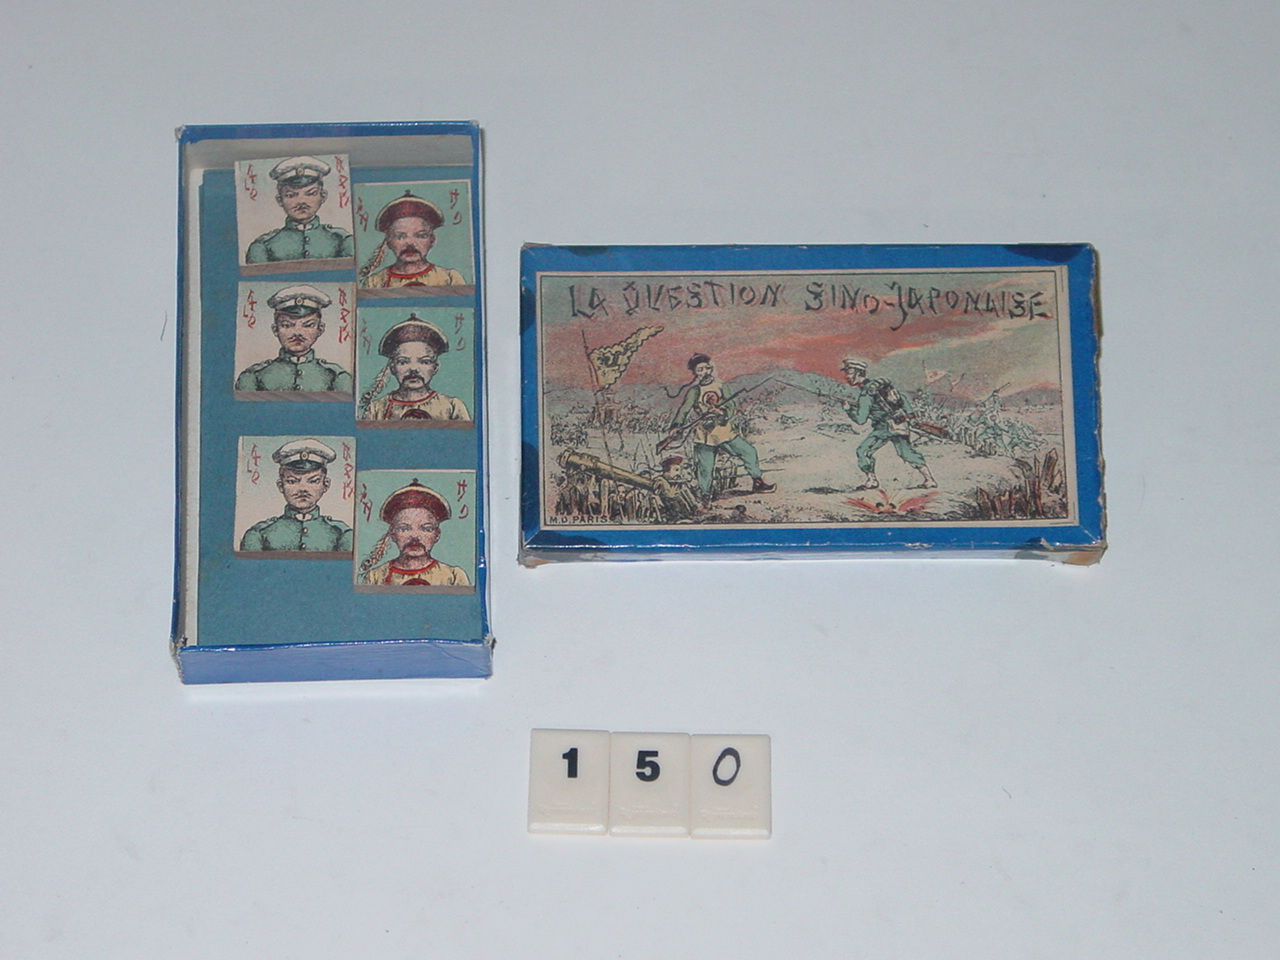 LA QUESTION SINO-JAPONAISE
M.D. PARIS
1 5 0